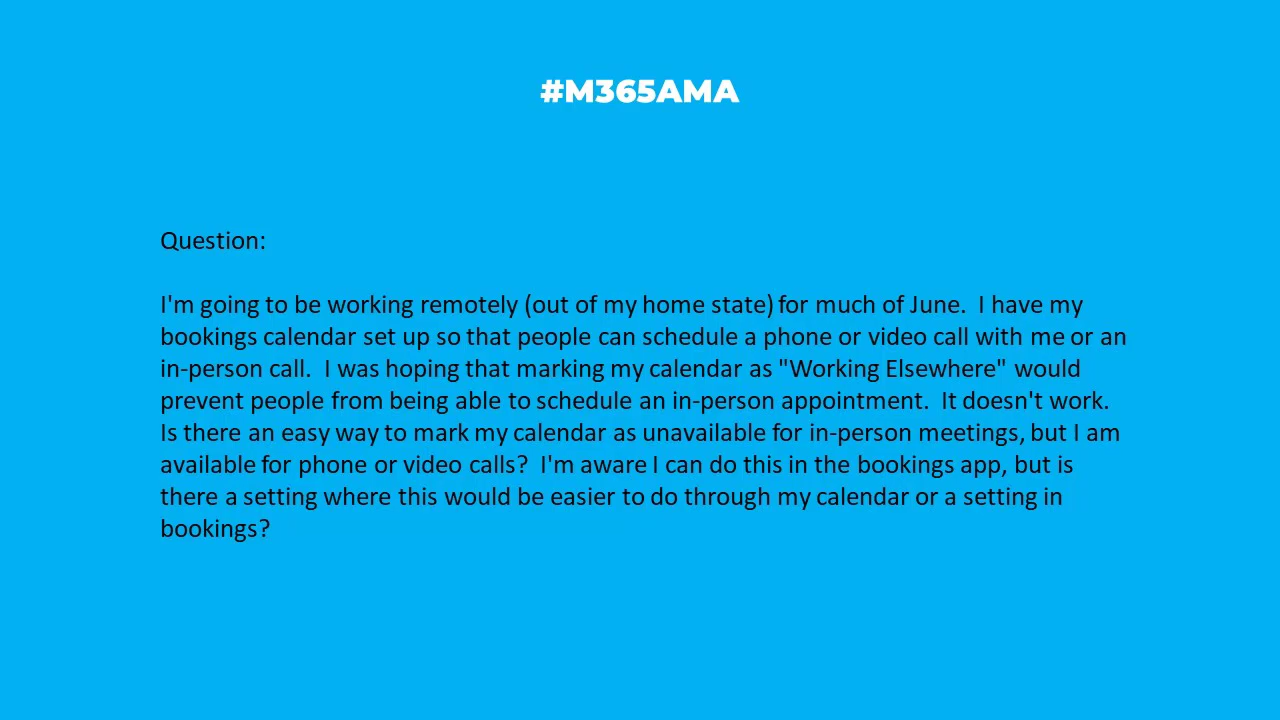 #M365AMA
Question:
I'm going to be working remotely (out of my home state) for much of June.  I have my
bookings calendar set up so that people can schedule a phone or video call with me or an
in-person call.  I was hoping that marking my calendar as "Working Elsewhere" would
prevent people from being able to schedule an in-person appointment.  It doesn't work.
Is there an easy way to mark my calendar as unavailable for in-person meetings, but I am
available for phone or video calls?  I'm aware I can do this in the bookings app, but is
there a setting where this would be easier to do through my calendar or a setting in
bookings?